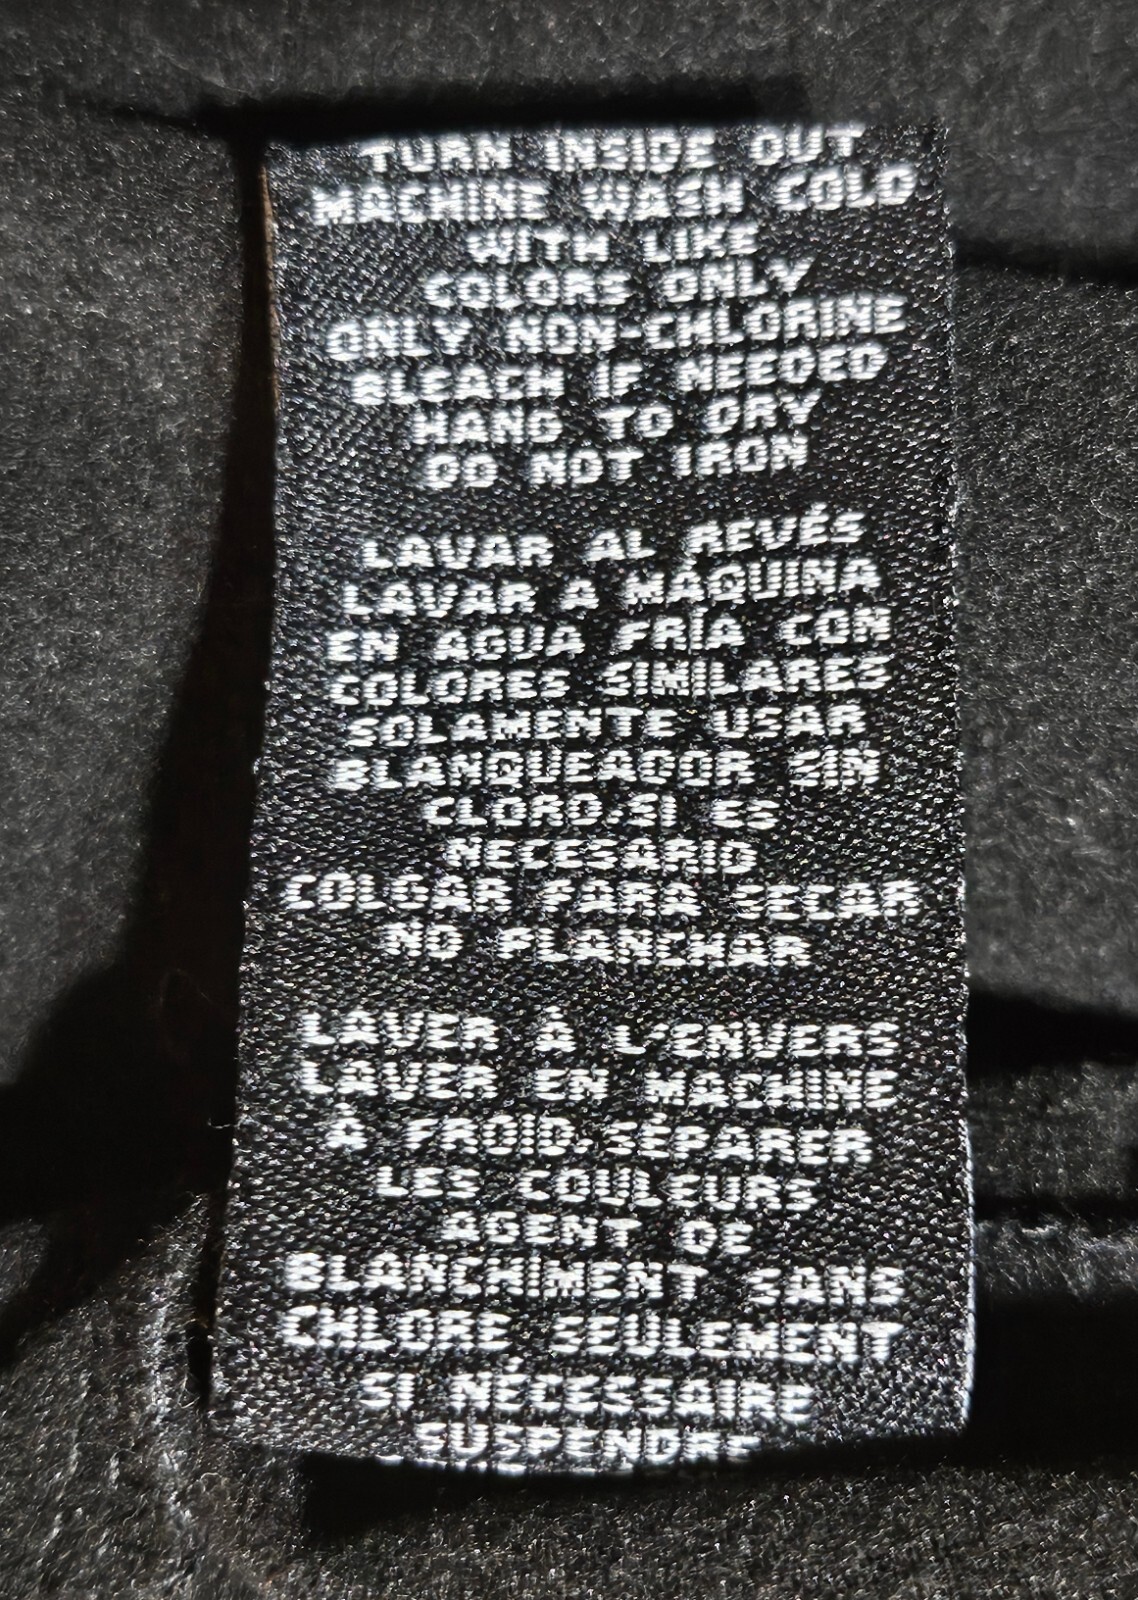 TURN INSIDE OUT
MACHINE WASH COLD
WITH LIKE
COLORS ONLY
ONLY NON-CHLORINE
BLEACH IF NEEDED
HANG TO DRY
DO NOT IRON
LAVAR AL REVÉS
LAVAR A MÁQUINA
EN AGUA FRÍA CON
COLORES SIMILARES
SOLAMENTE USAR
BLANQUEADOR SIN
CLORO,SI ES
NECESARIO
COLGAR PARA SECAR
NO PLANCHAR
LAVER À L'ENVERS
LAVER EN MACHINE
À FROID.SÉPARER
LES COULEURS
AGENT DE
BLANCHIMENT SANS
CHLORE SEULEMENT
SI NÉCESSAIRE
SUSPENDRE